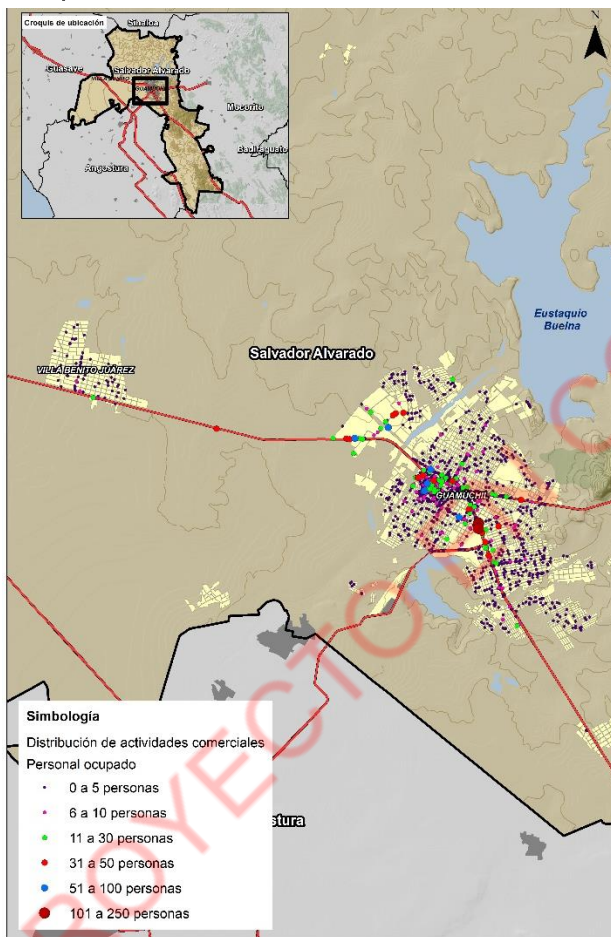 Croquis de ubicación
Sinaloa
Guasave
Salvador Alvarado
Mocorito
Badiraguato
Angostura
N
Eustaquio
Buelna
Salvador Alvarado
VILLA BENITO JUÁREZ
GUAMÚCHIL
stura
Simbología
Distribución de actividades comerciales
Personal ocupado
0 a 5 personas
6 a 10 personas
11 a 30 personas
31 a 50 personas
51 a 100 personas
101 a 250 personas
ROYECTO